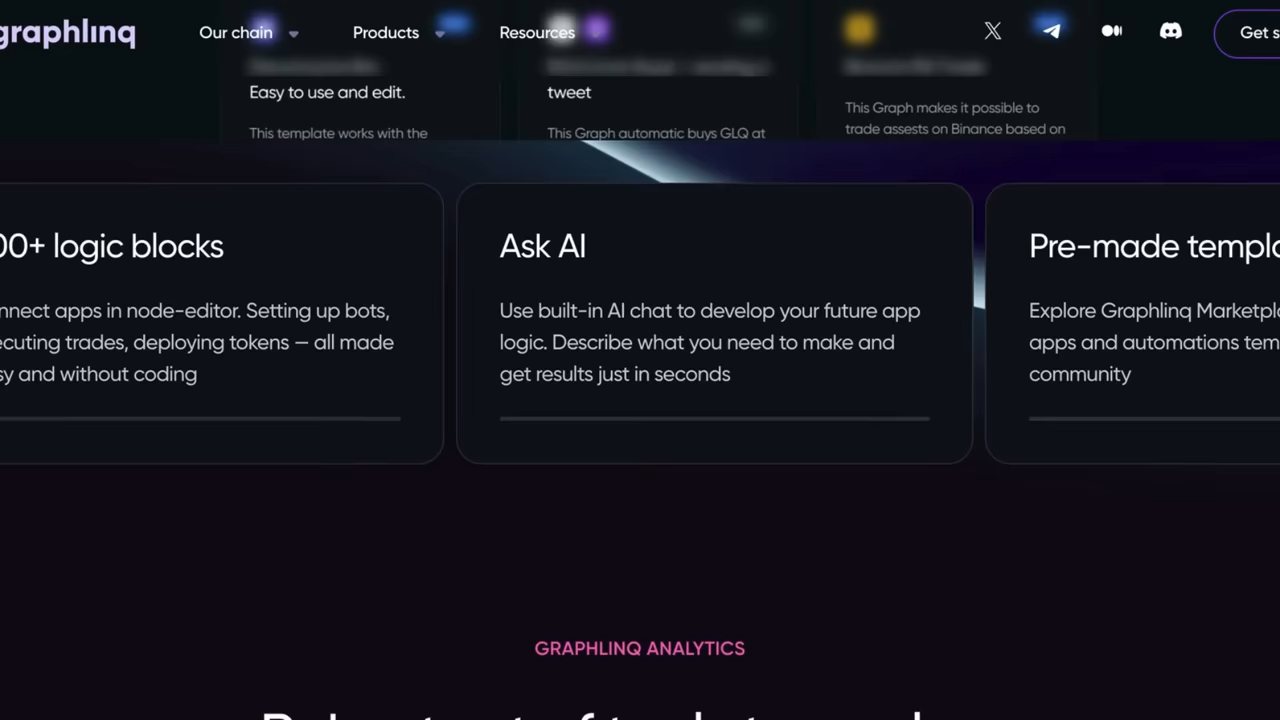 graphlinq
Our chain
Products
Resources
Get s
Easy to use and edit.
This template works with the
tweet
This Graph automatic buys GLQ at
This Graph makes it possible to
trade assests on Binance based on
00+ logic blocks
nnect apps in node-editor. Setting up bots,
ecuting trades, deploying tokens — all made
sy and without coding
Ask AI
Use built-in AI chat to develop your future app
logic. Describe what you need to make and
get results just in seconds
Pre-made templa
Explore Graphlinq Marketpla
apps and automations tem
community
GRAPHLINQ ANALYTICS